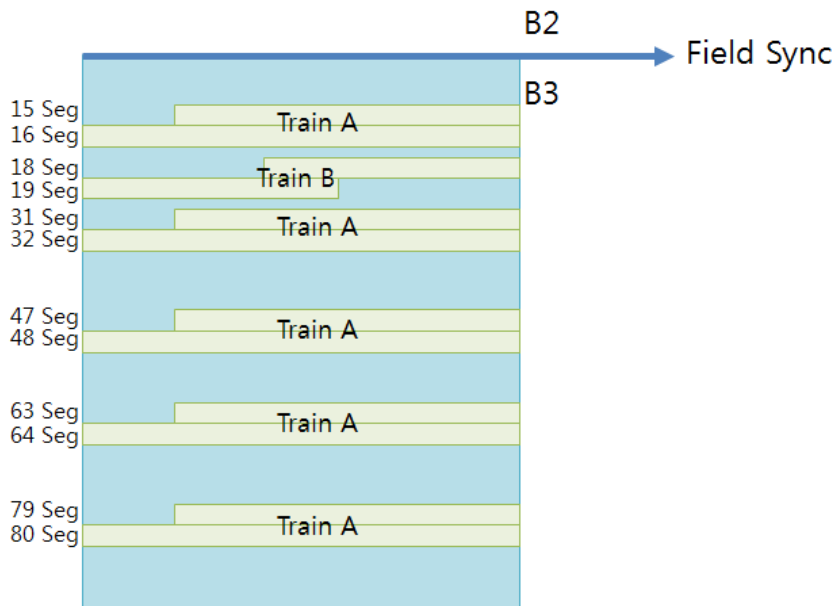 B2
Field Sync
B3
15 Seg
Train A
16 Seg
18 Seg
Train B
19 Seg
31 Seg
Train A
32 Seg
47 Seg
Train A
48 Seg
63 Seg
Train A
64 Seg
79 Seg
Train A
80 Seg